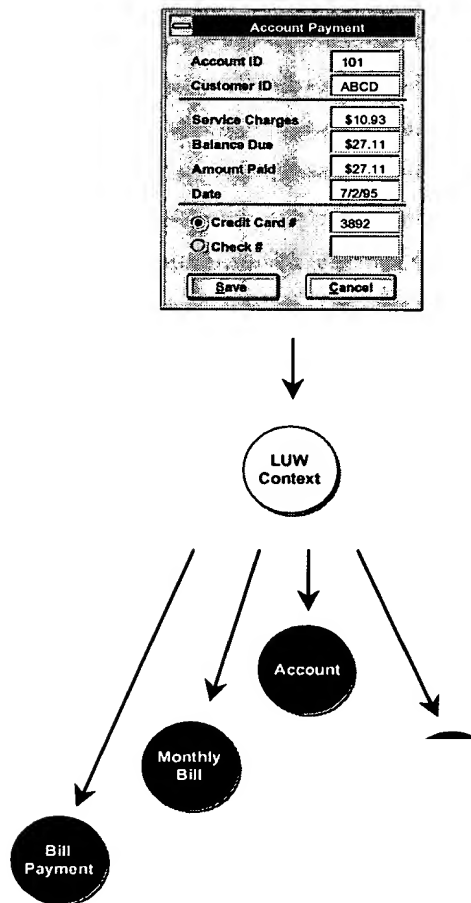 Account Payment
Account ID 101
Customer ID ABCD
Service Charges $10.93
Balance Due $27.11
Amount Paid $27.11
Date 7/2/95
Credit Card # 3892
Check #
Save Cancel
LUW
Context
Account
Monthly
Bill
Bill
Payment